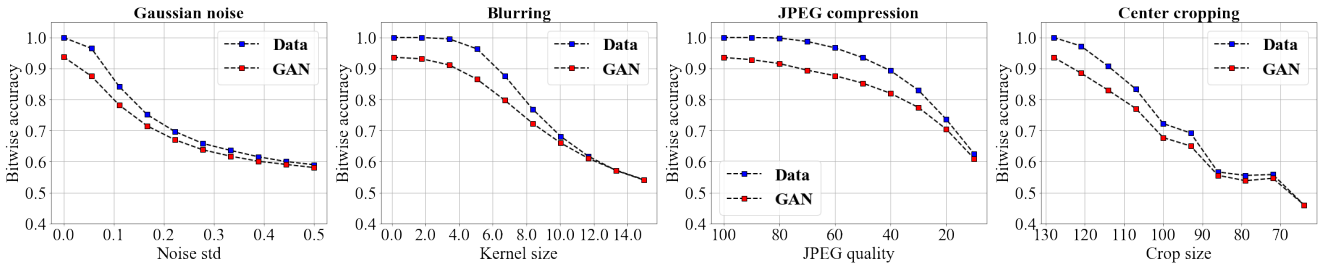 Gaussian noise
Bitwise accuracy
1.0
0.9
0.8
0.7
0.6
0.5
0.4
Data
GAN
0.0 0.1 0.2 0.3 0.4 0.5
Noise std
Blurring
Bitwise accuracy
1.0
0.9
0.8
0.7
0.6
0.5
0.4
Data
GAN
0.0 2.0 4.0 6.0 8.0 10.0 12.0 14.0
Kernel size
JPEG compression
Bitwise accuracy
1.0
0.9
0.8
0.7
0.6
0.5
0.4
Data
GAN
100 80 60 40 20
JPEG quality
Center cropping
Bitwise accuracy
1.0
0.9
0.8
0.7
0.6
0.5
0.4
Data
GAN
130 120 110 100 90 80 70
Crop size